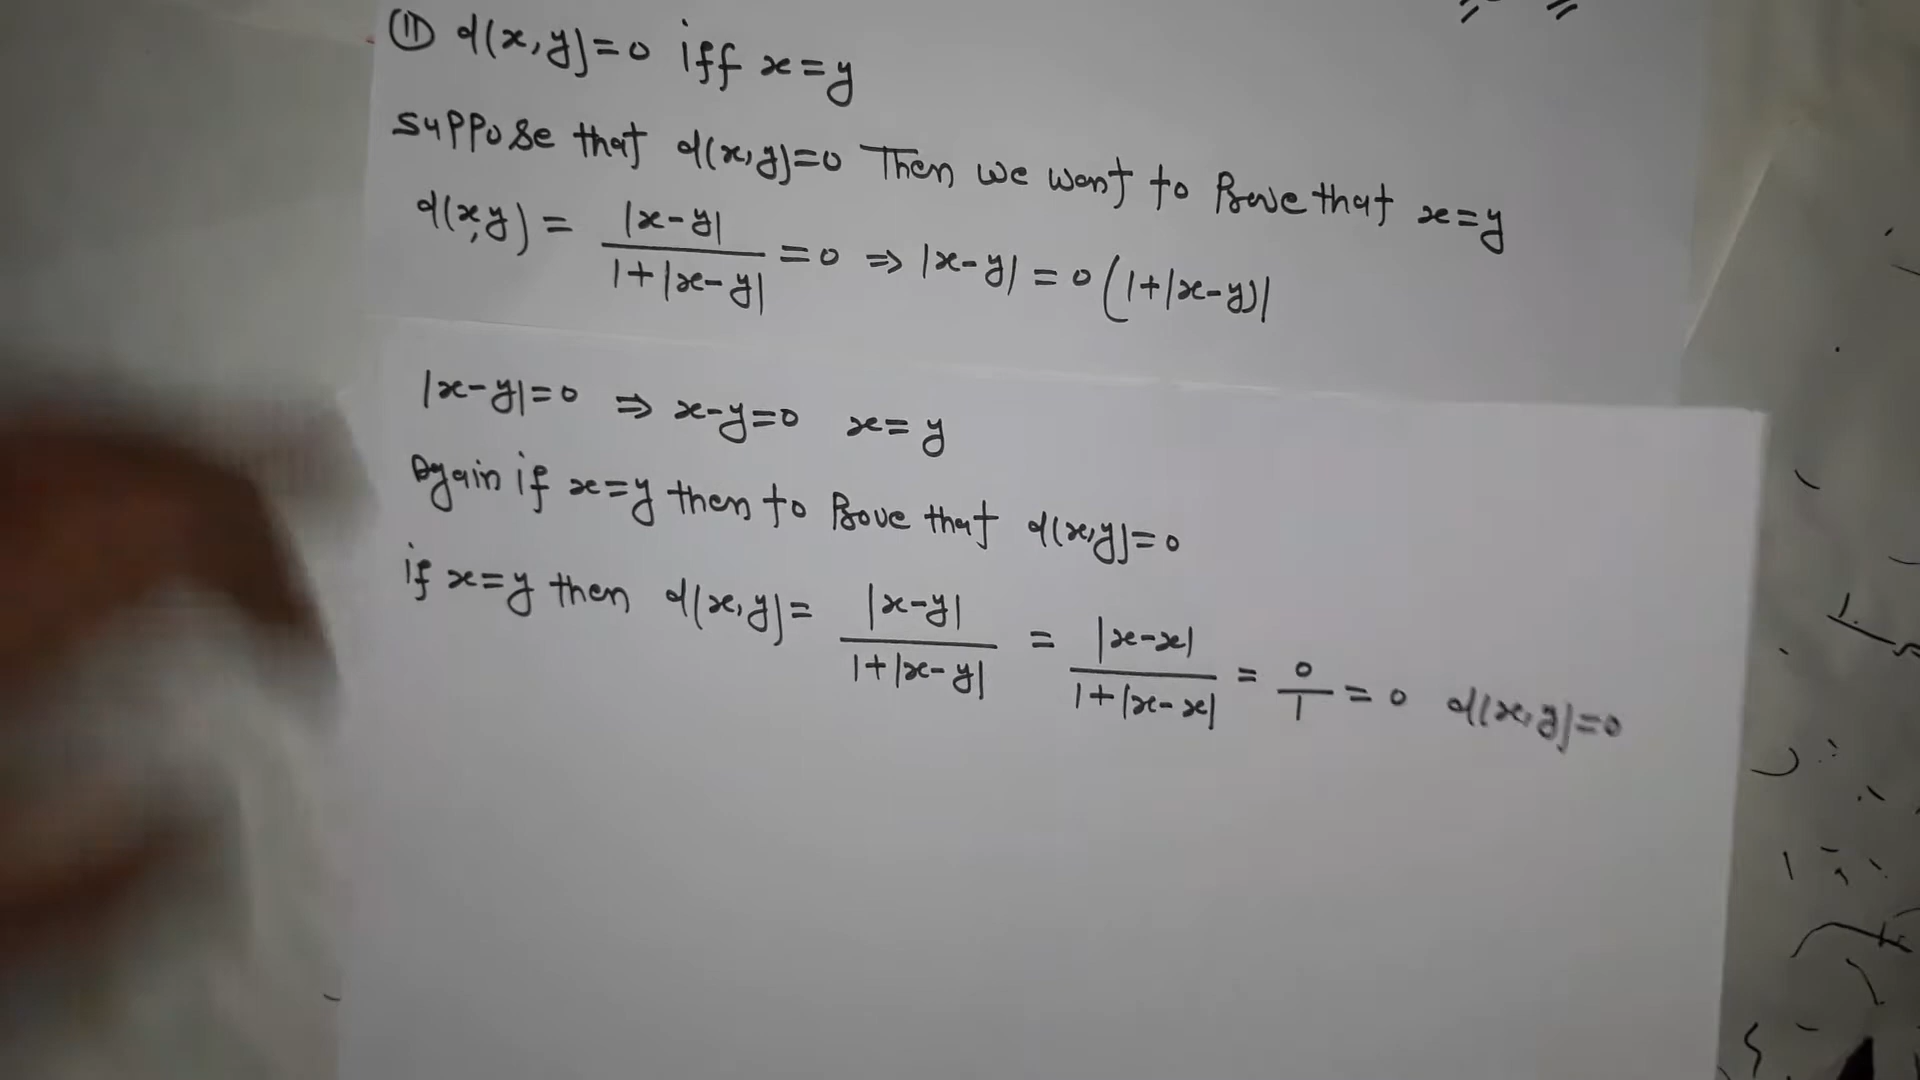 (II) d(x,y)=0 iff x=y
suppose that d(x,y)=0 Then we want to Prove that x=y
d(x,y) = |x-y| / 1+|x-y| = 0 ⇒ |x-y| = 0 (1+|x-y)|
|x-y|=0 ⇒ x-y=0 x=y
Again if x=y then to Prove that d(x,y)=0
if x=y then d(x,y)= |x-y| / 1+|x-y| = |x-x| / 1+|x-x| = 0/1 = 0 d(x,y)=0